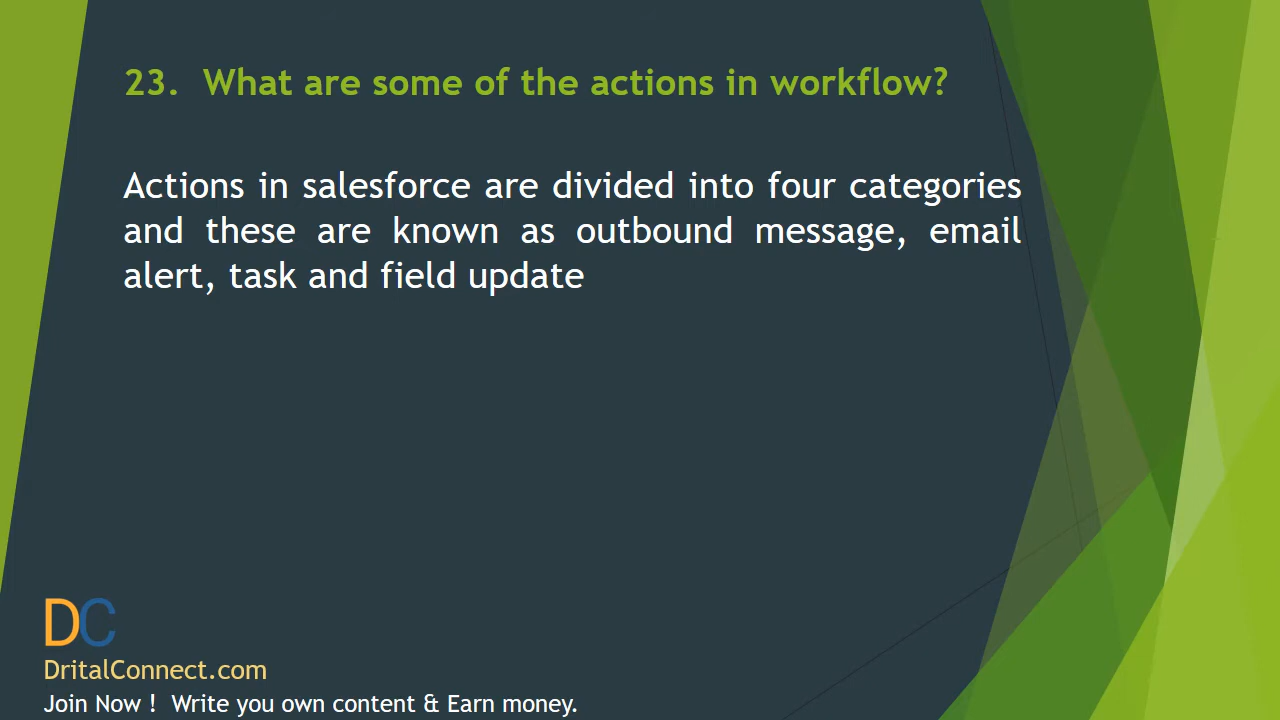 23. What are some of the actions in workflow?
Actions in salesforce are divided into four categories
and these are known as outbound message, email
alert, task and field update
DC
DritalConnect.com
Join Now ! Write you own content & Earn money.